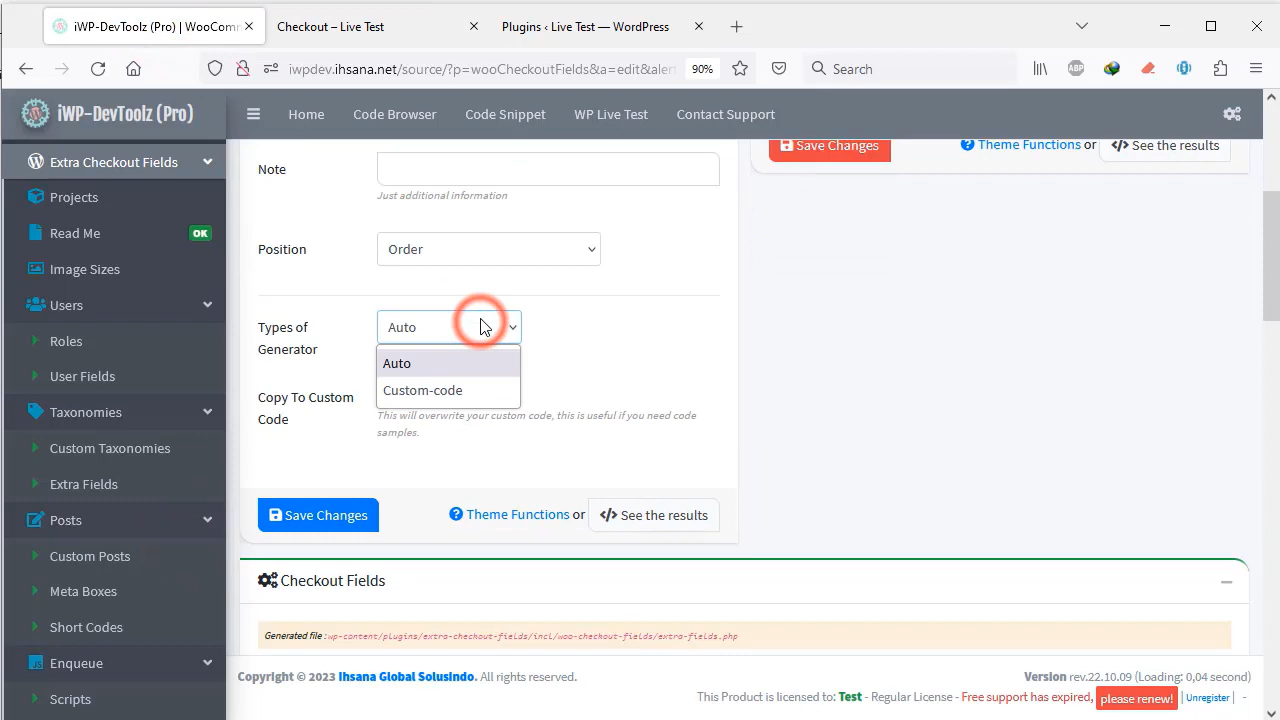 iWP-DevToolz (Pro) | WooComm
Checkout – Live Test
Plugins ‹ Live Test — WordPress
iwpdev.ihsana.net/source/?p=wooCheckoutFields&a=edit&alert
90%
Search
ABP
iWP-DevToolz (Pro)
Home
Code Browser
Code Snippet
WP Live Test
Contact Support
Extra Checkout Fields
Projects
Read Me
OK
Image Sizes
Users
Roles
User Fields
Taxonomies
Custom Taxonomies
Extra Fields
Posts
Custom Posts
Meta Boxes
Short Codes
Enqueue
JS
Scripts
Save Changes
Theme Functions or
See the results
Note
Just additional information
Position
Order
Types of
Generator
Auto
Auto
Custom-code
Copy To Custom
Code
This will overwrite your custom code, this is useful if you need code
samples.
Save Changes
Theme Functions or
See the results
Checkout Fields
Generated file :wp-content/plugins/extra-checkout-fields/incl/woo-checkout-fields/extra-fields.php
Copyright © 2023 Ihsana Global Solusindo. All rights reserved.
Version rev.22.10.09 (Loading: 0,04 second)
This Product is licensed to: Test - Regular License - Free support has expired, please renew! | Unregister | -